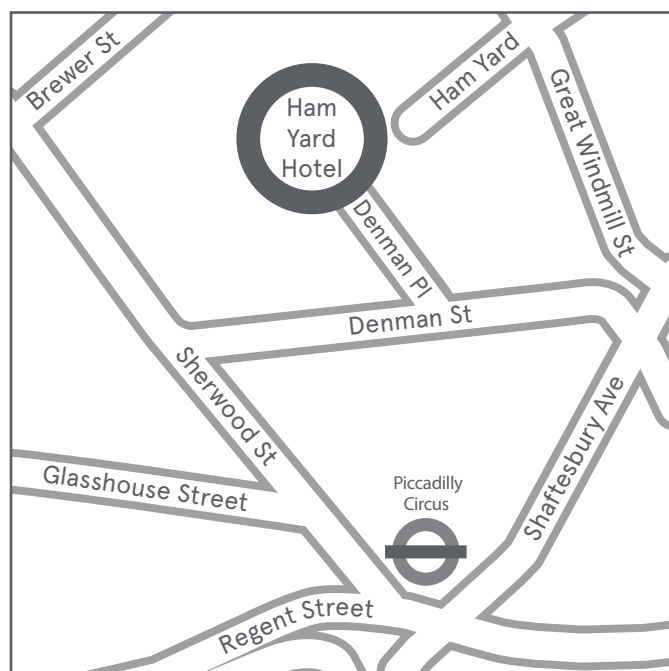 Brewer St
Ham
Yard
Hotel
Ham Yard
Great Windmill St
Denman Pl
Denman St
Sherwood St
Glasshouse Street
Piccadilly
Circus
Shaftesbury Ave
Regent Street